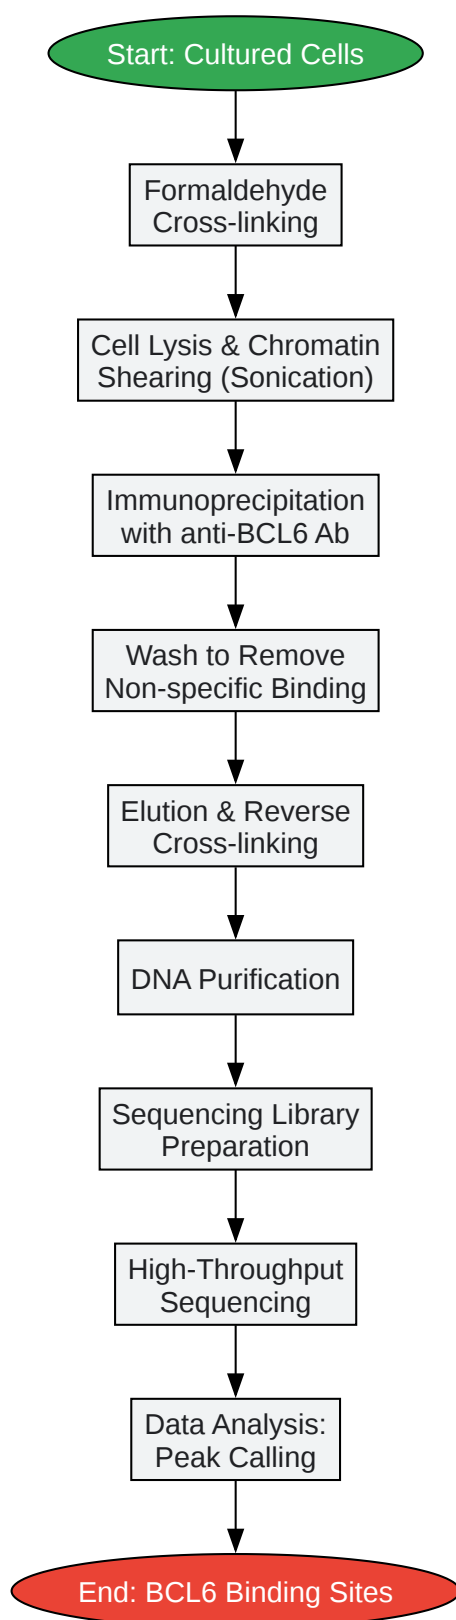 Start: Cultured Cells
Formaldehyde
Cross-linking
Cell Lysis & Chromatin
Shearing (Sonication)
Immunoprecipitation
with anti-BCL6 Ab
Wash to Remove
Non-specific Binding
Elution & Reverse
Cross-linking
DNA Purification
Sequencing Library
Preparation
High-Throughput
Sequencing
Data Analysis:
Peak Calling
End: BCL6 Binding Sites